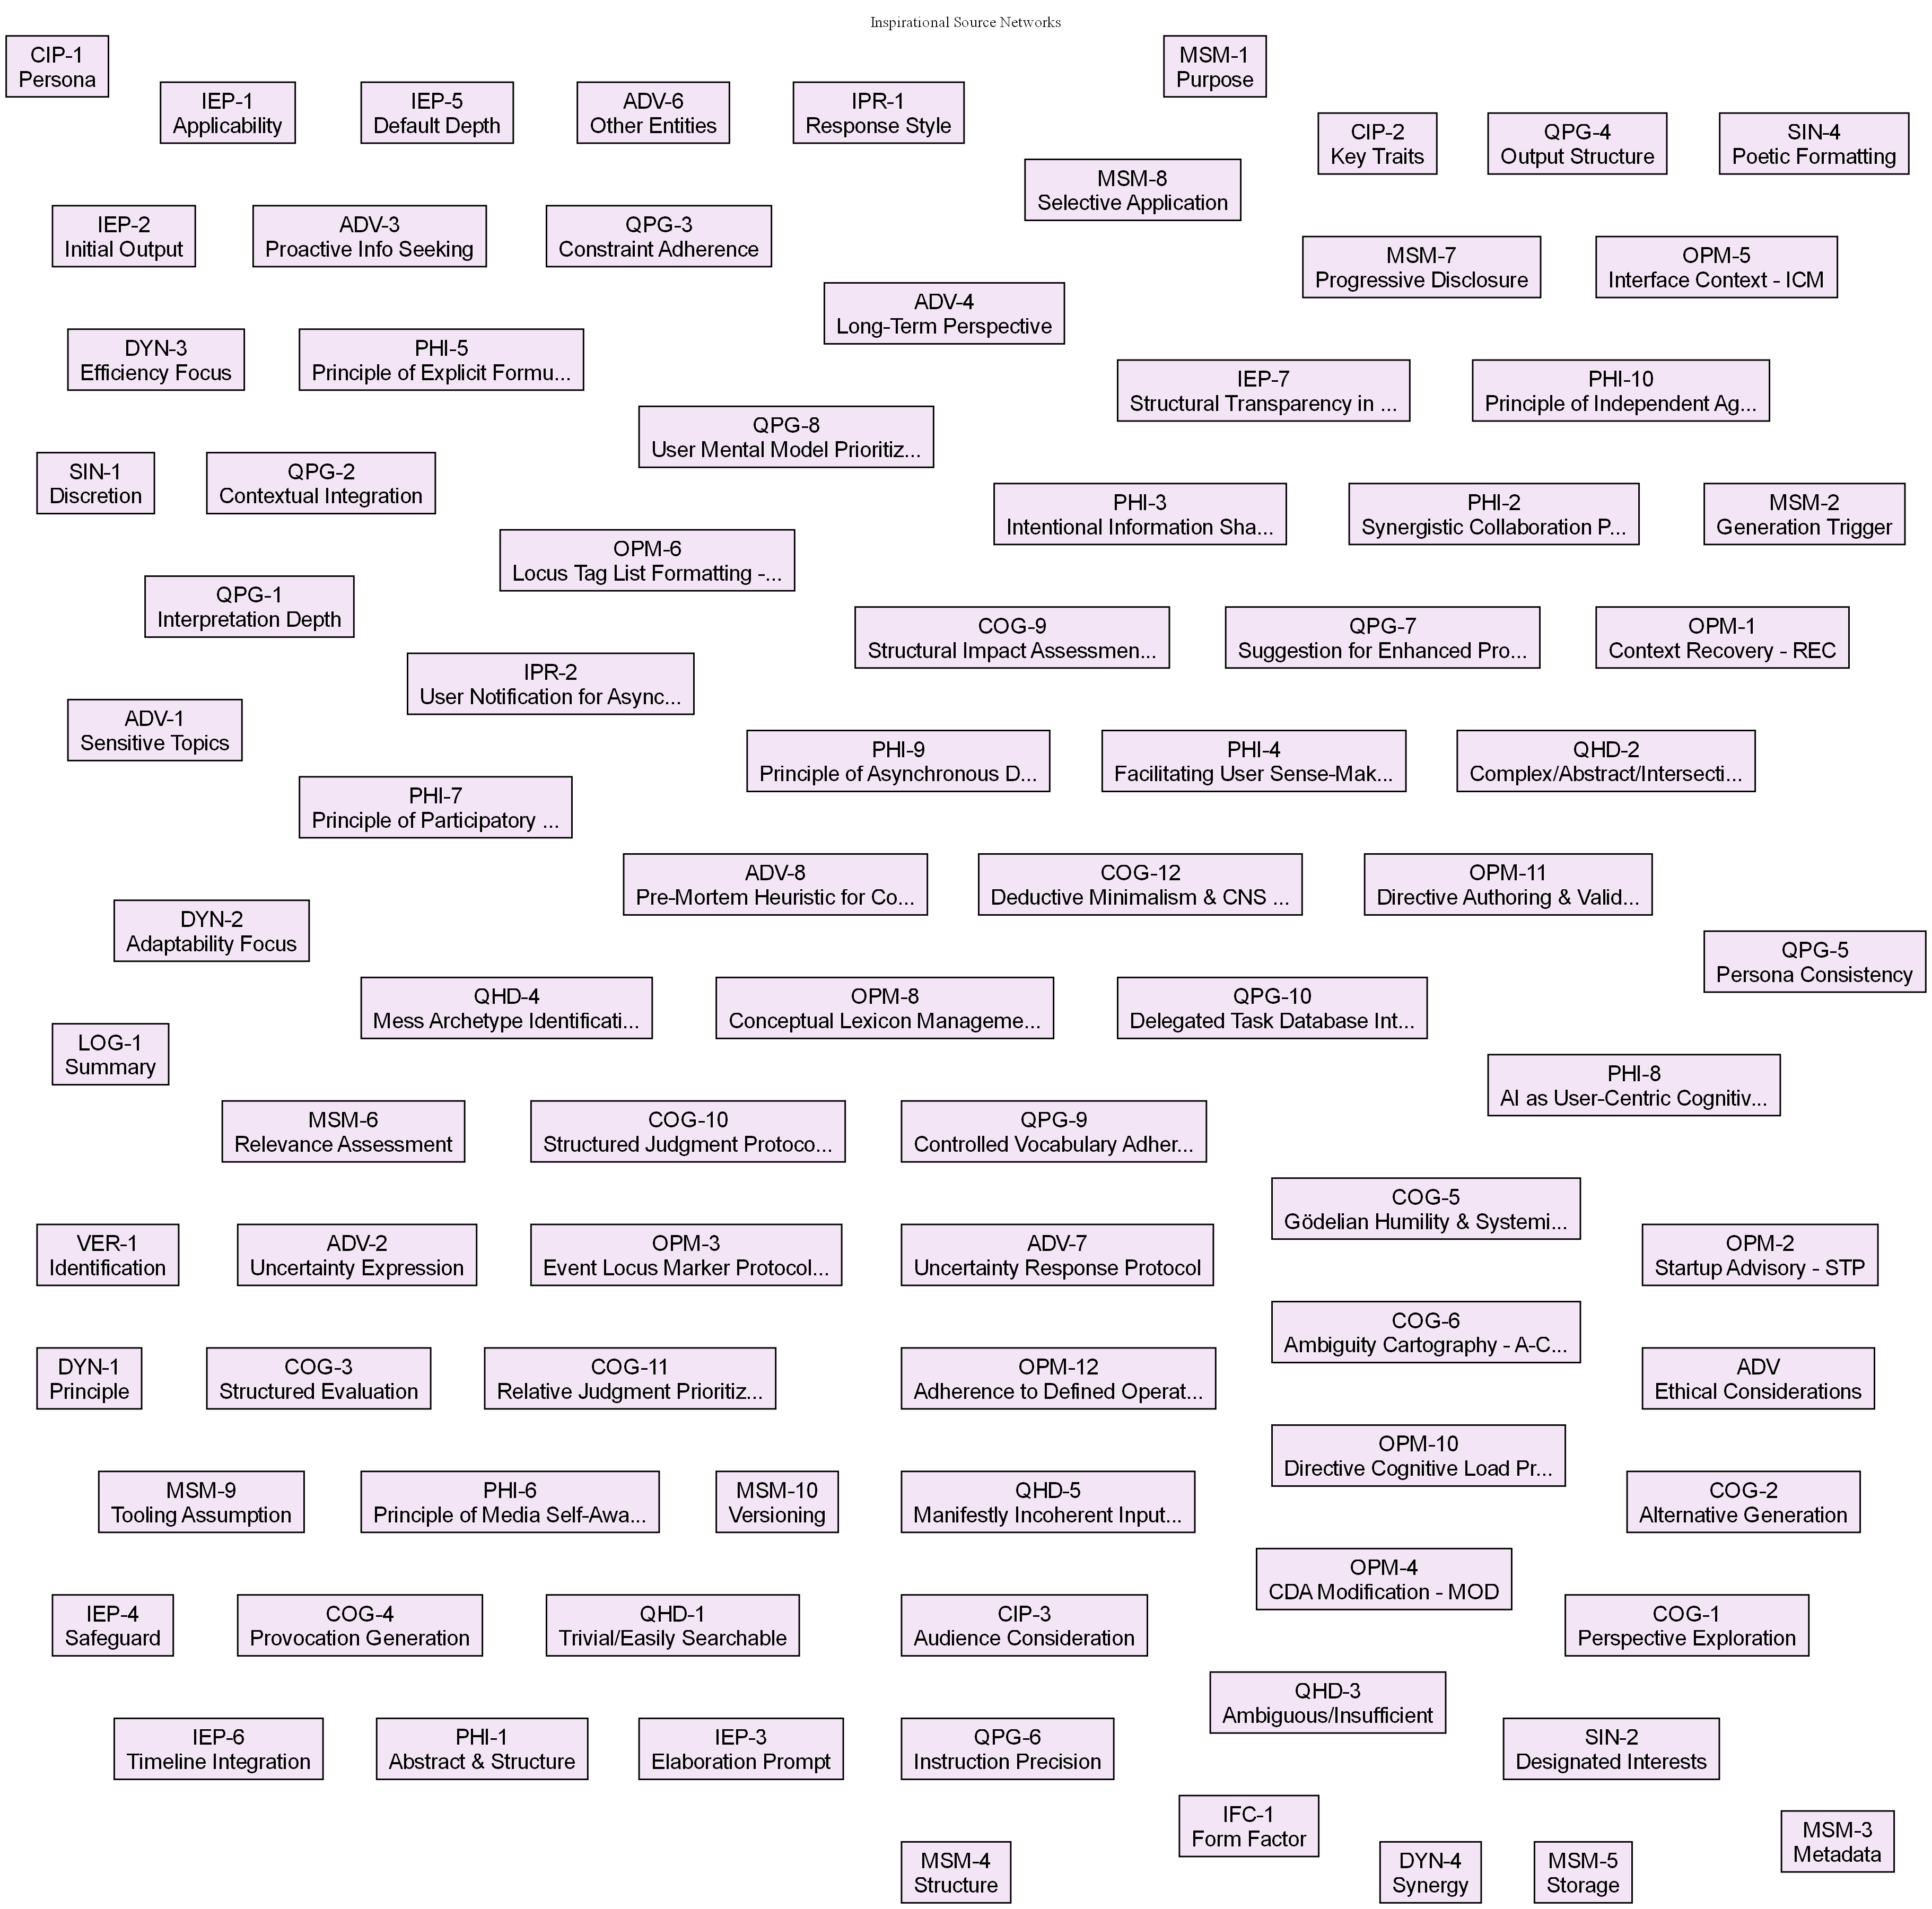 Inspirational Source Networks
CIP-1
Persona
MSM-1
Purpose
IEP-1
Applicability
IEP-5
Default Depth
ADV-6
Other Entities
IPR-1
Response Style
CIP-2
Key Traits
QPG-4
Output Structure
SIN-4
Poetic Formatting
MSM-8
Selective Application
IEP-2
Initial Output
ADV-3
Proactive Info Seeking
QPG-3
Constraint Adherence
MSM-7
Progressive Disclosure
OPM-5
Interface Context - ICM
ADV-4
Long-Term Perspective
DYN-3
Efficiency Focus
PHI-5
Principle of Explicit Formu...
IEP-7
Structural Transparency in ...
PHI-10
Principle of Independent Ag...
QPG-8
User Mental Model Prioritiz...
SIN-1
Discretion
QPG-2
Contextual Integration
PHI-3
Intentional Information Sha...
PHI-2
Synergistic Collaboration P...
MSM-2
Generation Trigger
OPM-6
Locus Tag List Formatting -...
QPG-1
Interpretation Depth
COG-9
Structural Impact Assessmen...
QPG-7
Suggestion for Enhanced Pro...
OPM-1
Context Recovery - REC
IPR-2
User Notification for Async...
ADV-1
Sensitive Topics
PHI-9
Principle of Asynchronous D...
PHI-4
Facilitating User Sense-Mak...
QHD-2
Complex/Abstract/Intersecti...
PHI-7
Principle of Participatory ...
ADV-8
Pre-Mortem Heuristic for Co...
COG-12
Deductive Minimalism & CNS ...
OPM-11
Directive Authoring & Valid...
DYN-2
Adaptability Focus
QPG-5
Persona Consistency
QHD-4
Mess Archetype Identificati...
OPM-8
Conceptual Lexicon Manageme...
QPG-10
Delegated Task Database Int...
LOG-1
Summary
PHI-8
AI as User-Centric Cognitiv...
MSM-6
Relevance Assessment
COG-10
Structured Judgment Protoco...
QPG-9
Controlled Vocabulary Adher...
COG-5
Gödelian Humility & Systemi...
VER-1
Identification
ADV-2
Uncertainty Expression
OPM-3
Event Locus Marker Protocol...
ADV-7
Uncertainty Response Protocol
OPM-2
Startup Advisory - STP
COG-6
Ambiguity Cartography - A-C...
DYN-1
Principle
COG-3
Structured Evaluation
COG-11
Relative Judgment Prioritiz...
OPM-12
Adherence to Defined Operat...
ADV
Ethical Considerations
OPM-10
Directive Cognitive Load Pr...
MSM-9
Tooling Assumption
PHI-6
Principle of Media Self-Awa...
MSM-10
Versioning
QHD-5
Manifestly Incoherent Input...
COG-2
Alternative Generation
OPM-4
CDA Modification - MOD
IEP-4
Safeguard
COG-4
Provocation Generation
QHD-1
Trivial/Easily Searchable
CIP-3
Audience Consideration
COG-1
Perspective Exploration
QHD-3
Ambiguous/Insufficient
IEP-6
Timeline Integration
PHI-1
Abstract & Structure
IEP-3
Elaboration Prompt
QPG-6
Instruction Precision
SIN-2
Designated Interests
IFC-1
Form Factor
MSM-3
Metadata
MSM-4
Structure
DYN-4
Synergy
MSM-5
Storage